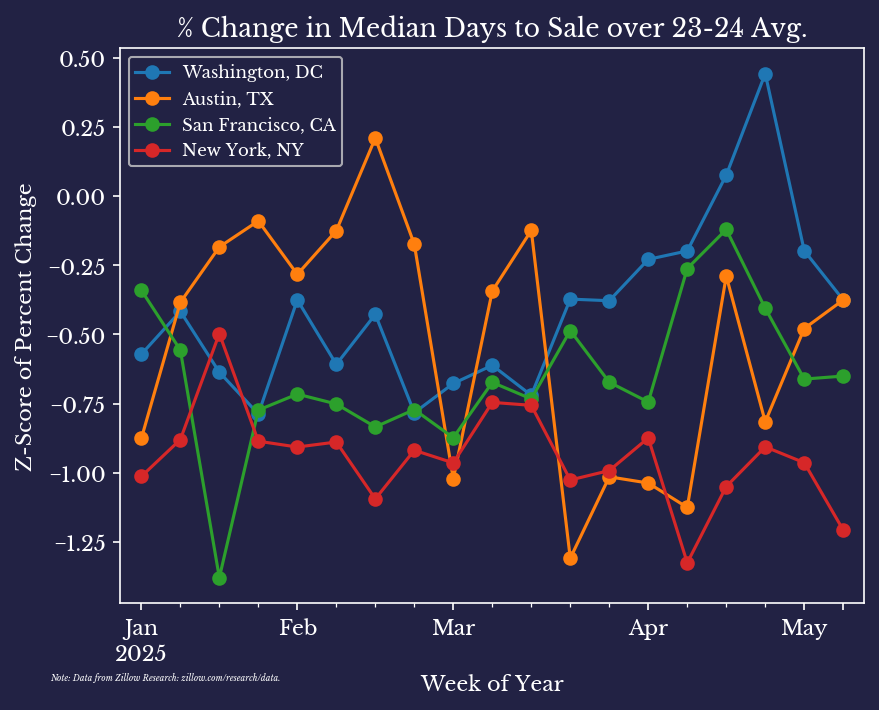 % Change in Median Days to Sale over 23-24 Avg.
Washington, DC
Austin, TX
San Francisco, CA
New York, NY
Z-Score of Percent Change
0.50
0.25
0.00
−0.25
−0.50
−0.75
−1.00
−1.25
Jan Feb Mar Apr May
2025
Note: Data from Zillow Research: zillow.com/research/data.
Week of Year